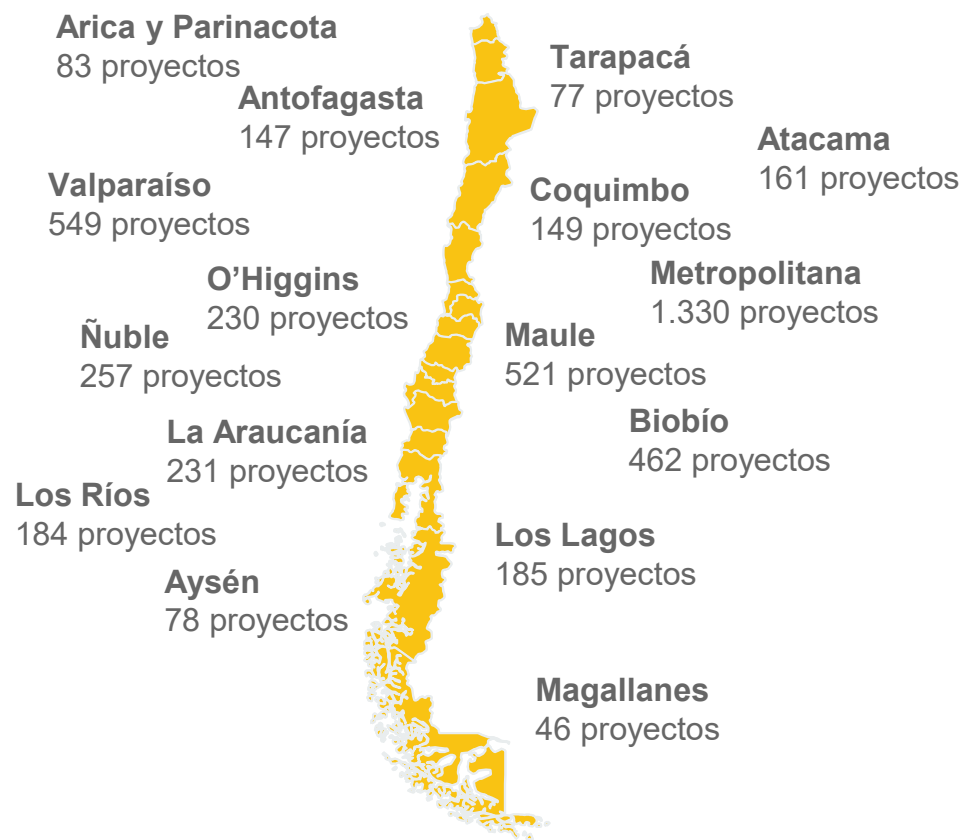 Arica y Parinacota
83 proyectos
Tarapacá
77 proyectos
Antofagasta
147 proyectos
Atacama
161 proyectos
Valparaíso
549 proyectos
Coquimbo
149 proyectos
O’Higgins
230 proyectos
Metropolitana
1.330 proyectos
Ñuble
257 proyectos
Maule
521 proyectos
La Araucanía
231 proyectos
Biobío
462 proyectos
Los Ríos
184 proyectos
Los Lagos
185 proyectos
Aysén
78 proyectos
Magallanes
46 proyectos